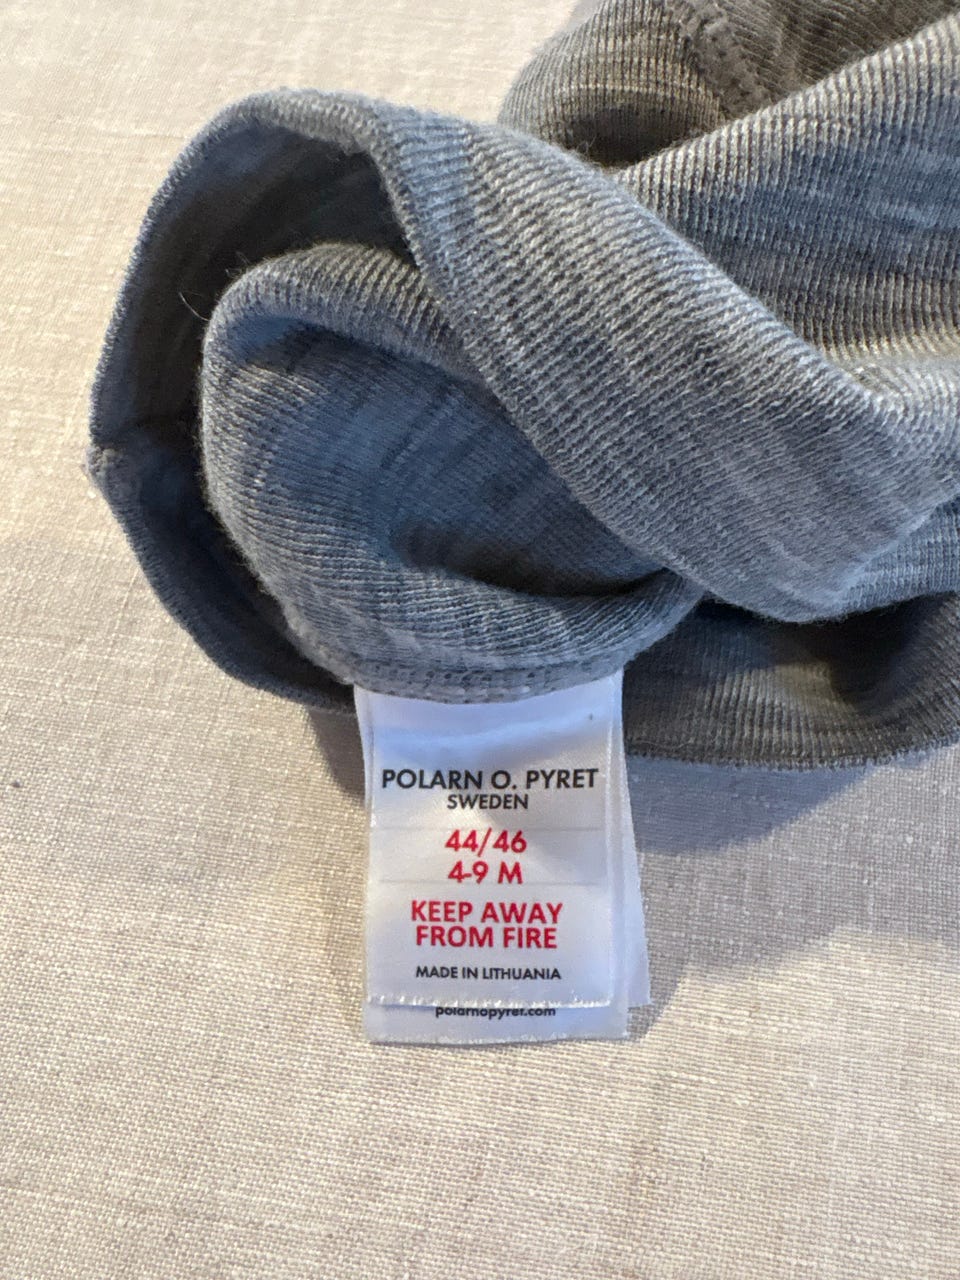 POLARN O. PYRET
SWEDEN
44/46
4-9 M
KEEP AWAY
FROM FIRE
MADE IN LITHUANIA
polarnopyret.com